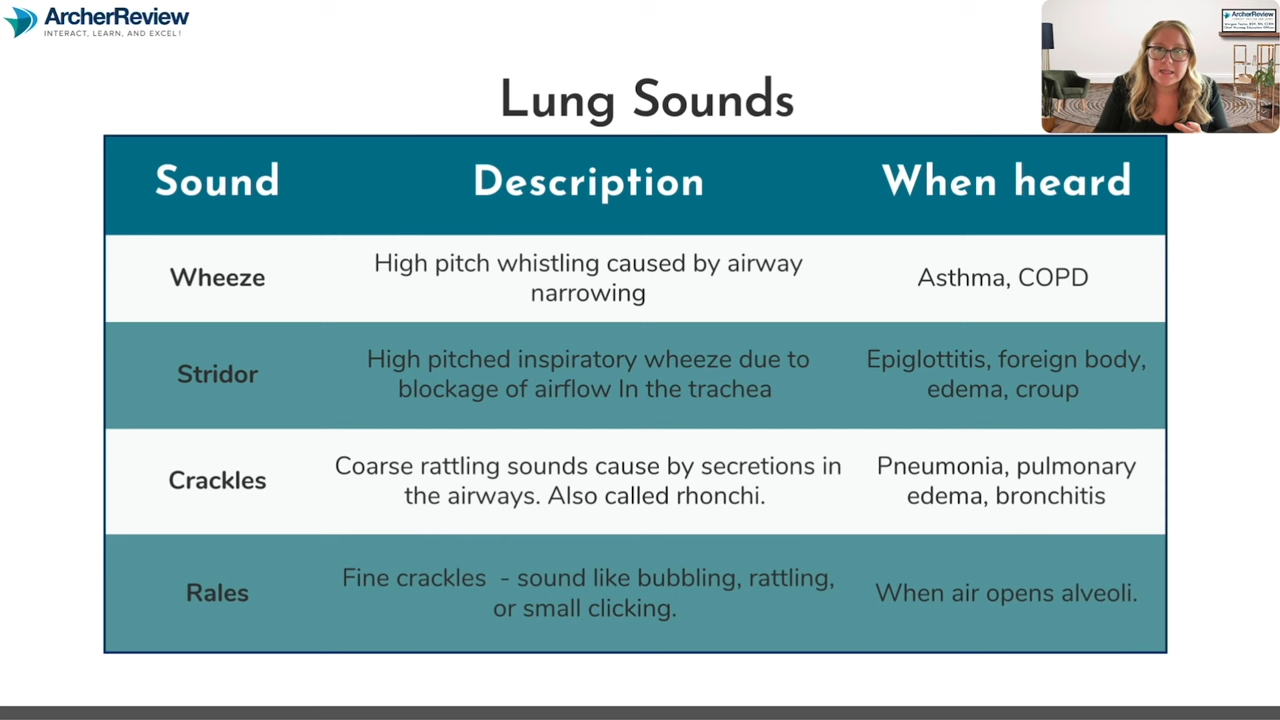 ArcherReview
INTERACT, LEARN, AND EXCEL!
ArcherReview
Lung Sounds
Sound
Description
When heard
Wheeze
High pitch whistling caused by airway
narrowing
Asthma, COPD
Stridor
High pitched inspiratory wheeze due to
blockage of airflow In the trachea
Epiglottitis, foreign body,
edema, croup
Crackles
Coarse rattling sounds cause by secretions in
the airways. Also called rhonchi.
Pneumonia, pulmonary
edema, bronchitis
Rales
Fine crackles - sound like bubbling, rattling,
or small clicking.
When air opens alveoli.